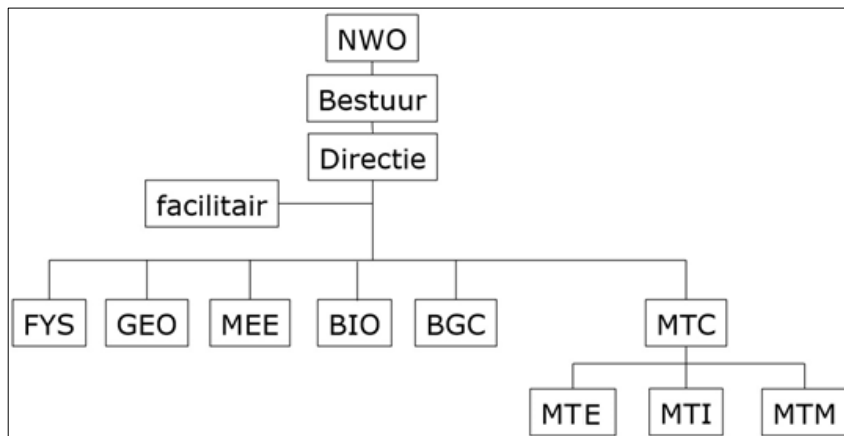 NWO
Bestuur
Directie
facilitair
FYS GEO MEE BIO BGC MTC
MTE MTI MTM